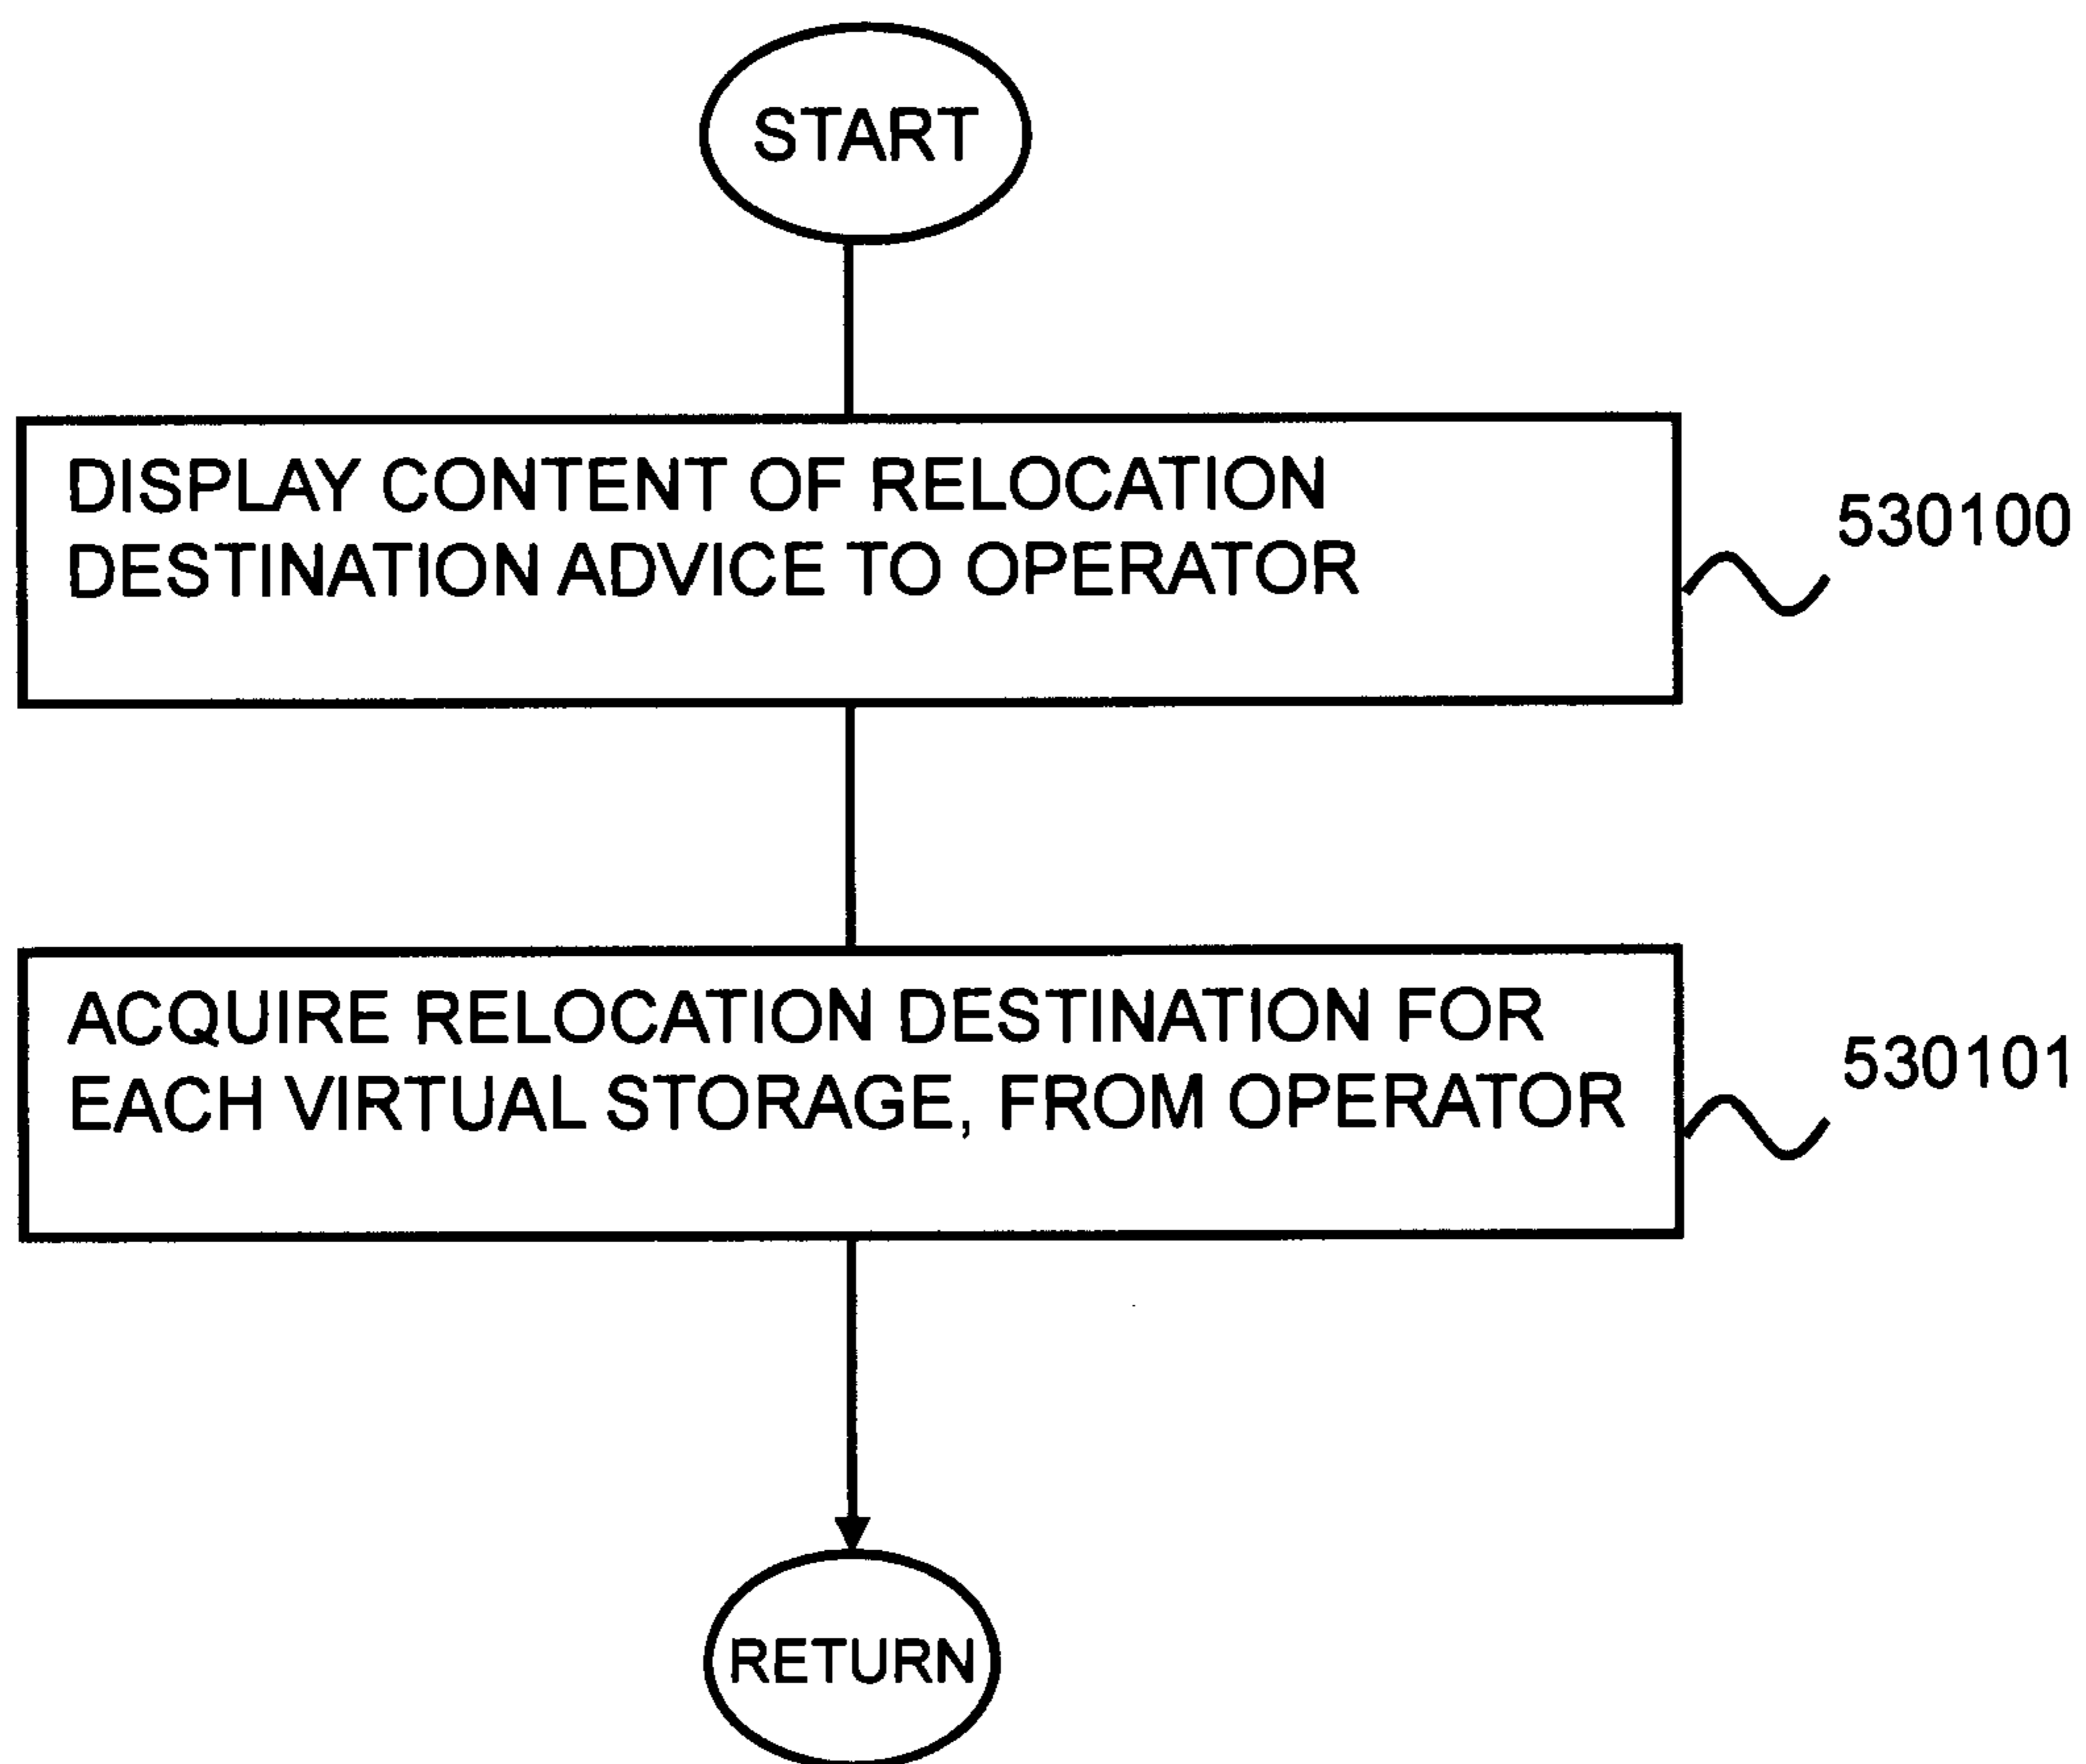 START
DISPLAY CONTENT OF RELOCATION
DESTINATION ADVICE TO OPERATOR
530100
ACQUIRE RELOCATION DESTINATION FOR
EACH VIRTUAL STORAGE, FROM OPERATOR
530101
RETURN